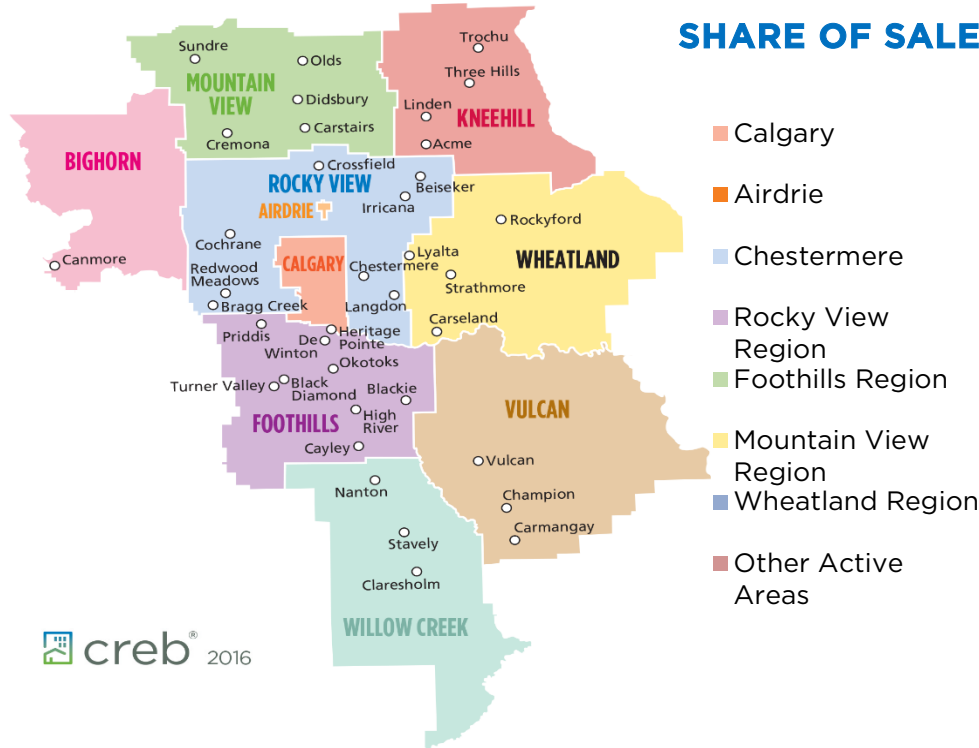 SHARE OF SALE
Sundre
Olds
MOUNTAIN
VIEW
Didsbury
Carstairs
Cremona
Trochu
Three Hills
Linden
KNEEHILL
Acme
BIGHORN
Canmore
Crossfield
ROCKY VIEW
Beiseker
AIRDRIE
Irricana
Cochrane
CALGARY
Chestermere
Redwood
Meadows
Bragg Creek
Langdon
Rockyford
Lyalta
WHEATLAND
Strathmore
Carseland
Priddis
De
Winton
Heritage
Pointe
Okotoks
Turner Valley
Black
Diamond
Blackie
FOOTHILLS
High
River
Cayley
VULCAN
Vulcan
Champion
Carmangay
Nanton
Stavely
Claresholm
WILLOW CREEK
Calgary
Airdrie
Chestermere
Rocky View
Region
Foothills Region
Mountain View
Region
Wheatland Region
Other Active
Areas
creb® 2016